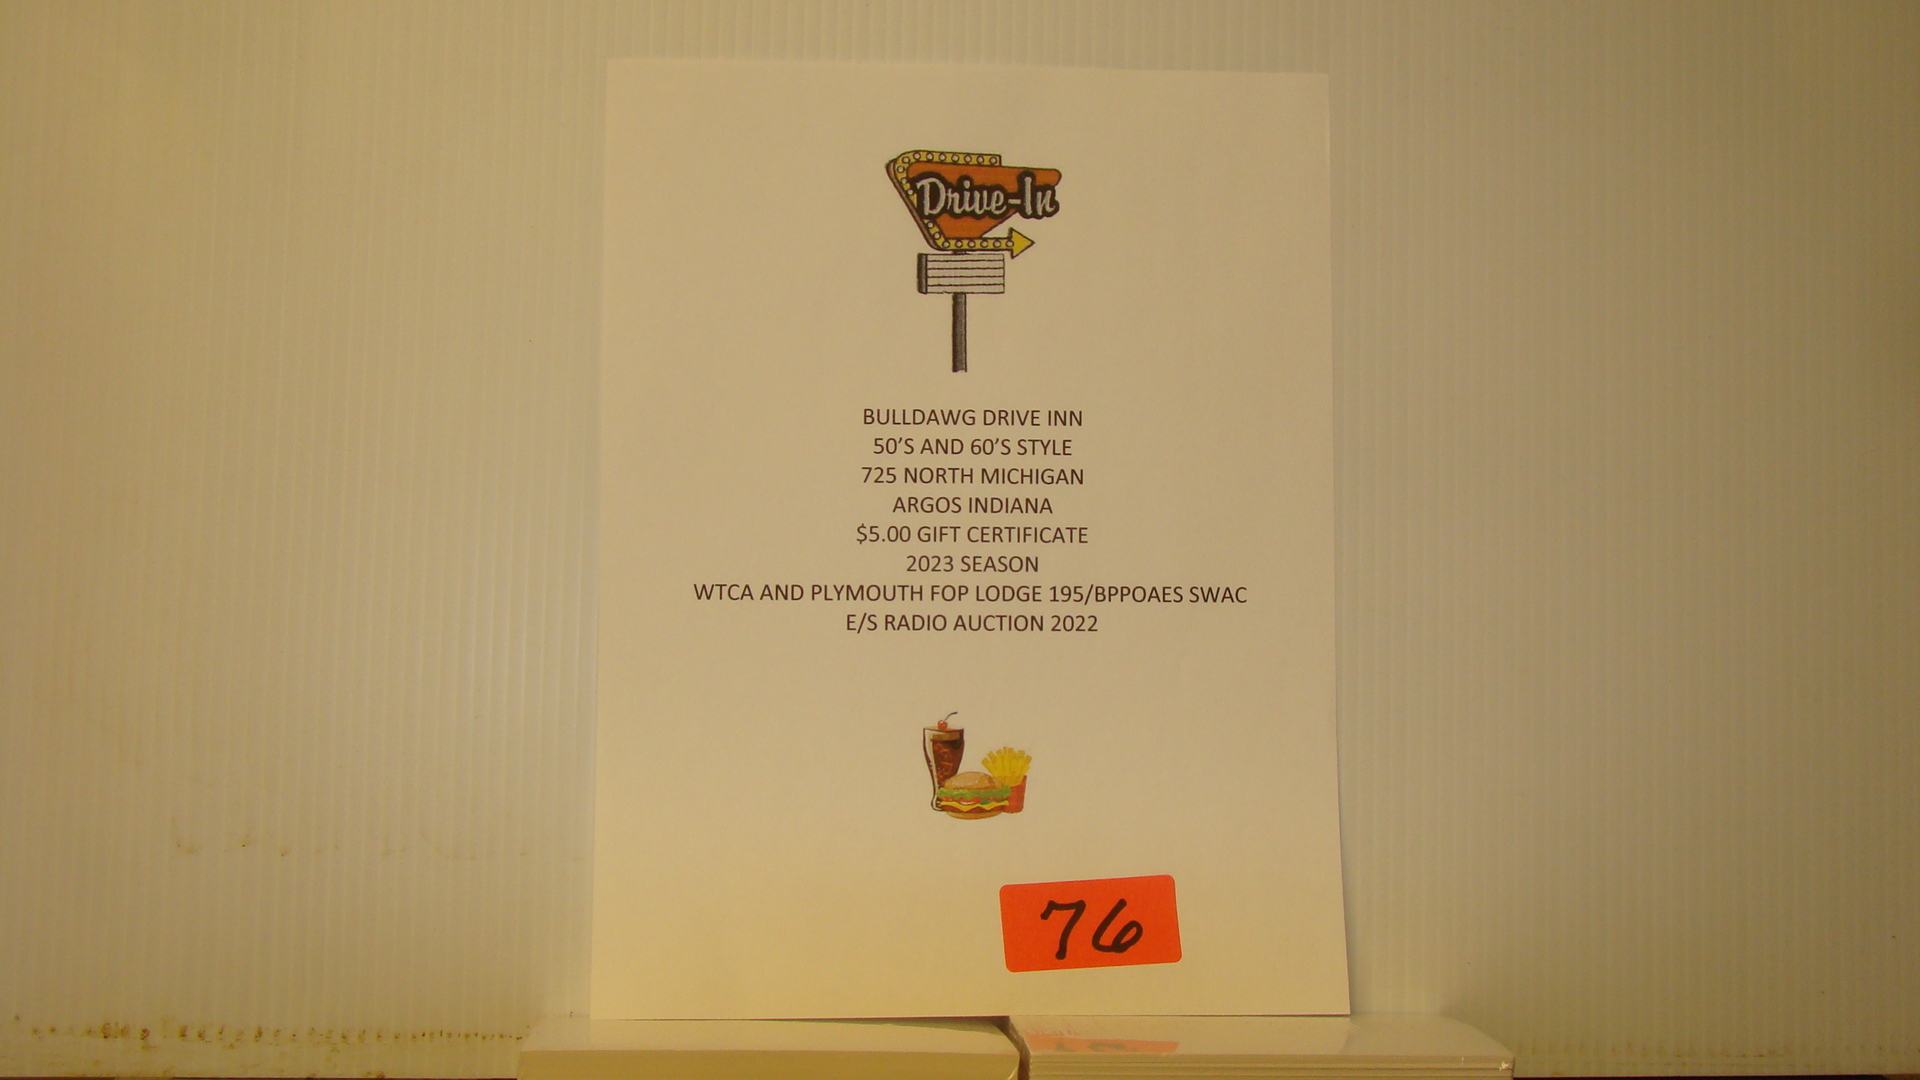 Drive-In
BULLDAWG DRIVE INN
50’S AND 60’S STYLE
725 NORTH MICHIGAN
ARGOS INDIANA
$5.00 GIFT CERTIFICATE
2023 SEASON
WTCA AND PLYMOUTH FOP LODGE 195/BPPOAES SWAC
E/S RADIO AUCTION 2022
76